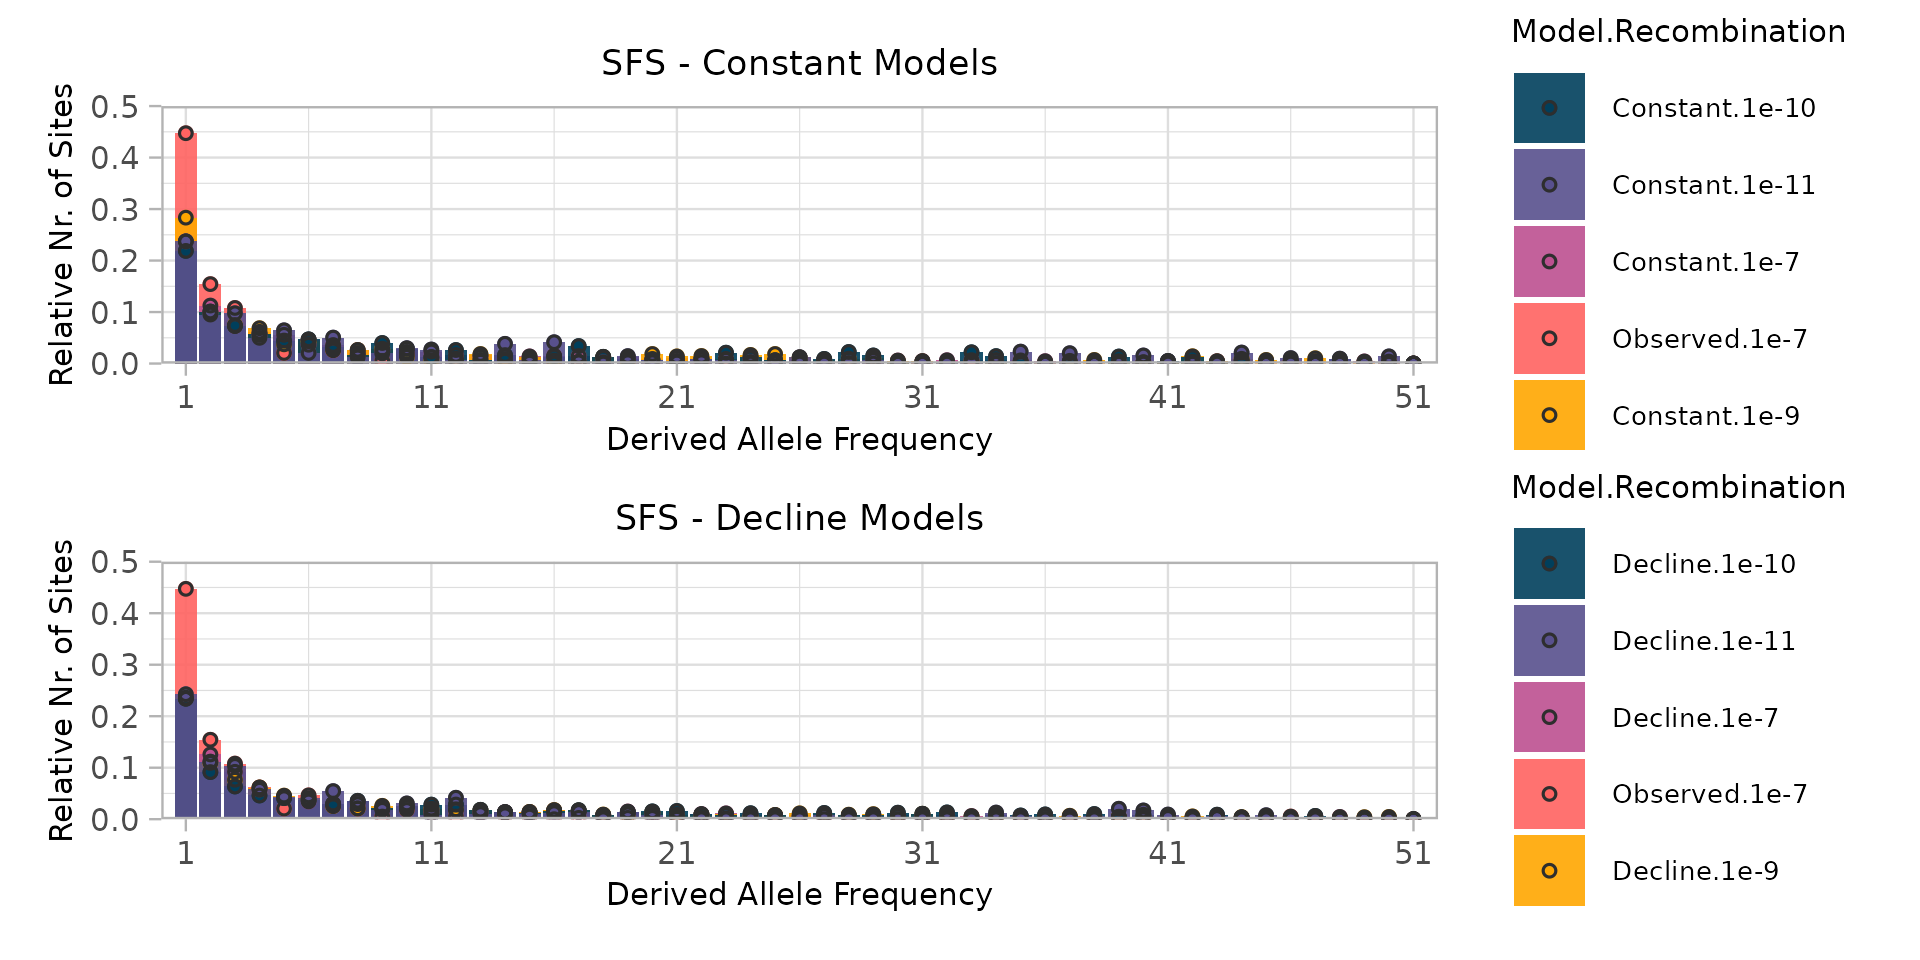 SFS - Constant Models
Relative Nr. of Sites
0.5
0.4
0.3
0.2
0.1
0.0
1 11 21 31 41 51
Derived Allele Frequency
Model.Recombination
Constant.1e-10
Constant.1e-11
Constant.1e-7
Observed.1e-7
Constant.1e-9
SFS - Decline Models
Relative Nr. of Sites
0.5
0.4
0.3
0.2
0.1
0.0
1 11 21 31 41 51
Derived Allele Frequency
Model.Recombination
Decline.1e-10
Decline.1e-11
Decline.1e-7
Observed.1e-7
Decline.1e-9